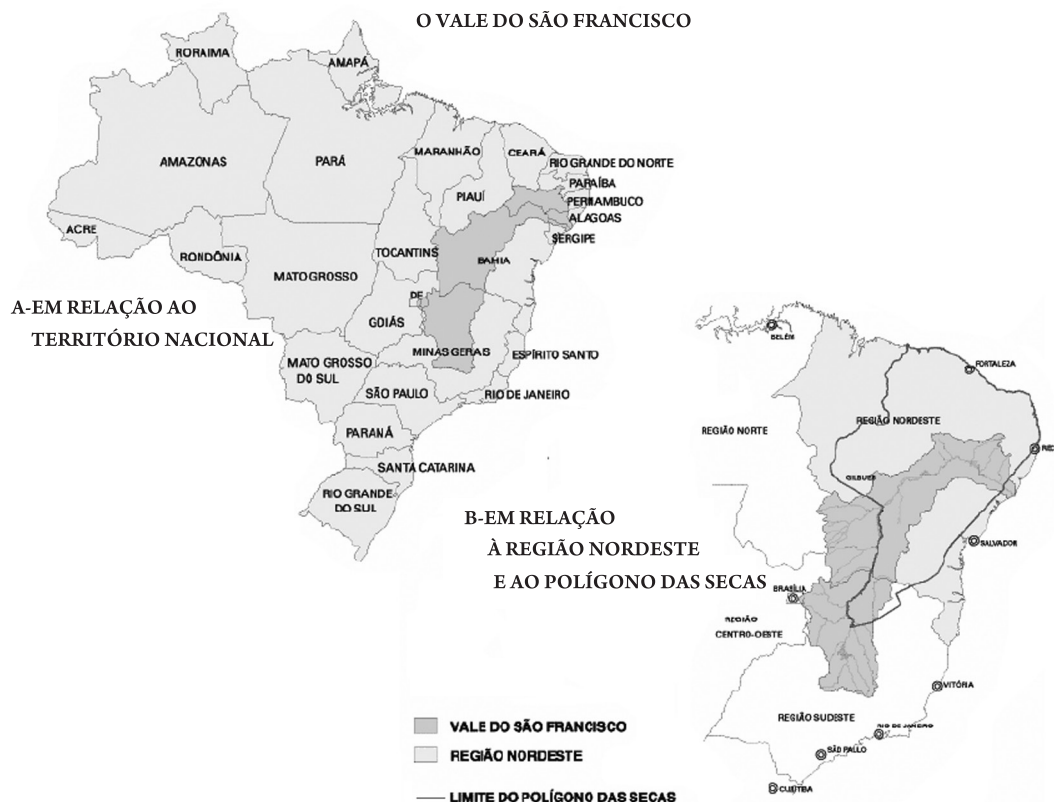 O VALE DO SÃO FRANCISCO
RORAIMA
AMAPÁ
AMAZONAS
PARÁ
MARANHÃO
CEARÁ
RIO GRANDE DO NORTE
PARAÍBA
PIAUÍ
PERNAMBUCO
ALAGOAS
SERGIPE
ACRE
RONDÔNIA
TOCANTINS
BAHIA
MATO GROSSO
DE
GOIÁS
A-EM RELAÇÃO AO
TERRITÓRIO NACIONAL
MINAS GERAS
ESPÍRITO SANTO
MATO GROSSO
DO SUL
SÃO PAULO
RIO DE JANEIRO
PARANÁ
SANTA CATARINA
RIO GRANDE
DO SUL
BELÉM
FORTALEZA
REGIÃO NORDESTE
REGIÃO NORTE
REC
GILBUES
B-EM RELAÇÃO
À REGIÃO NORDESTE
E AO POLÍGONO DAS SECAS
SALVADOR
BRASÍLIA
REGIÃO
CENTRO-OESTE
VITÓRIA
REGIÃO SUDESTE
RIO DE JANEIRO
SÃO PAULO
CURITIBA
VALE DO SÃO FRANCISCO
REGIÃO NORDESTE
LIMITE DO POLÍGONO DAS SECAS